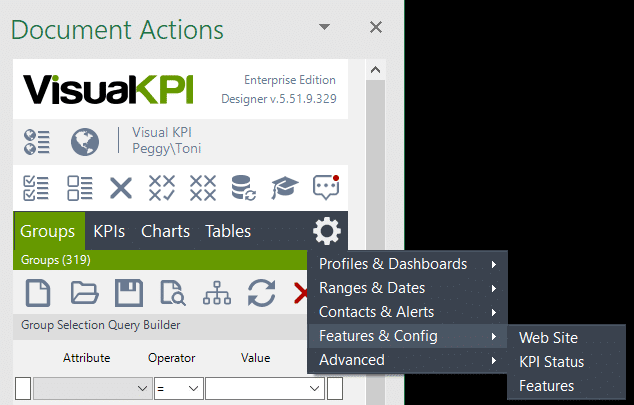 Document Actions
VisualKPI
Enterprise Edition
Designer v.5.51.9.329
Visual KPI
Peggy\Toni
Groups KPIs Charts Tables
Groups (319)
Profiles & Dashboards
Ranges & Dates
Contacts & Alerts
Features & Config
Advanced
Web Site
KPI Status
Features
Group Selection Query Builder
Attribute Operator Value
=